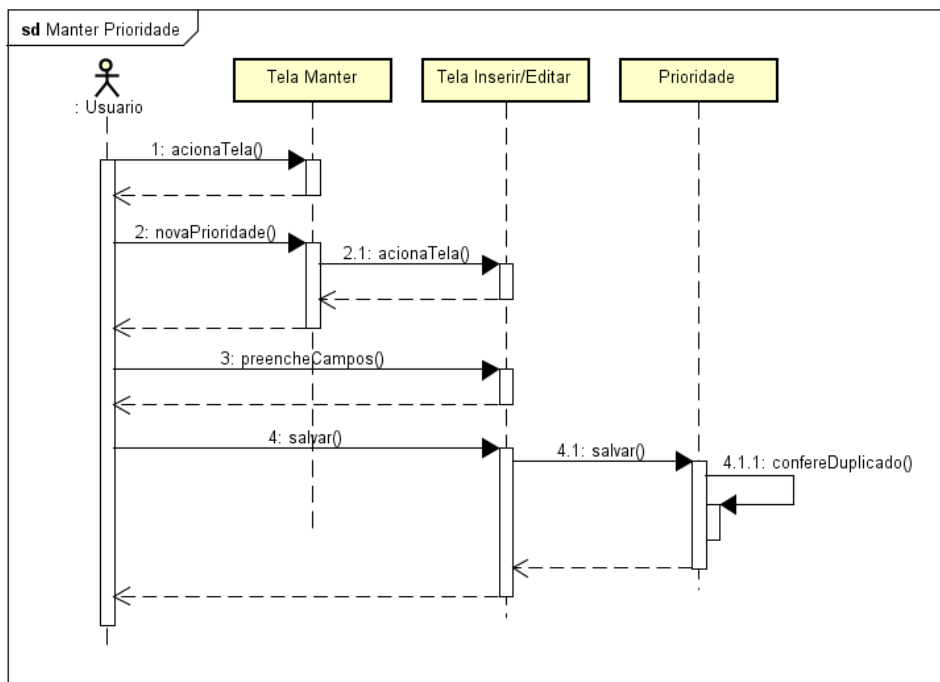 sd Manter Prioridade
Tela Manter
Tela Inserir/Editar
Prioridade
: Usuario
1: acionaTela()
2: novaPrioridade()
2.1: acionaTela()
3: preencheCampos()
4: salvar()
4.1: salvar()
4.1.1: confereDuplicado()